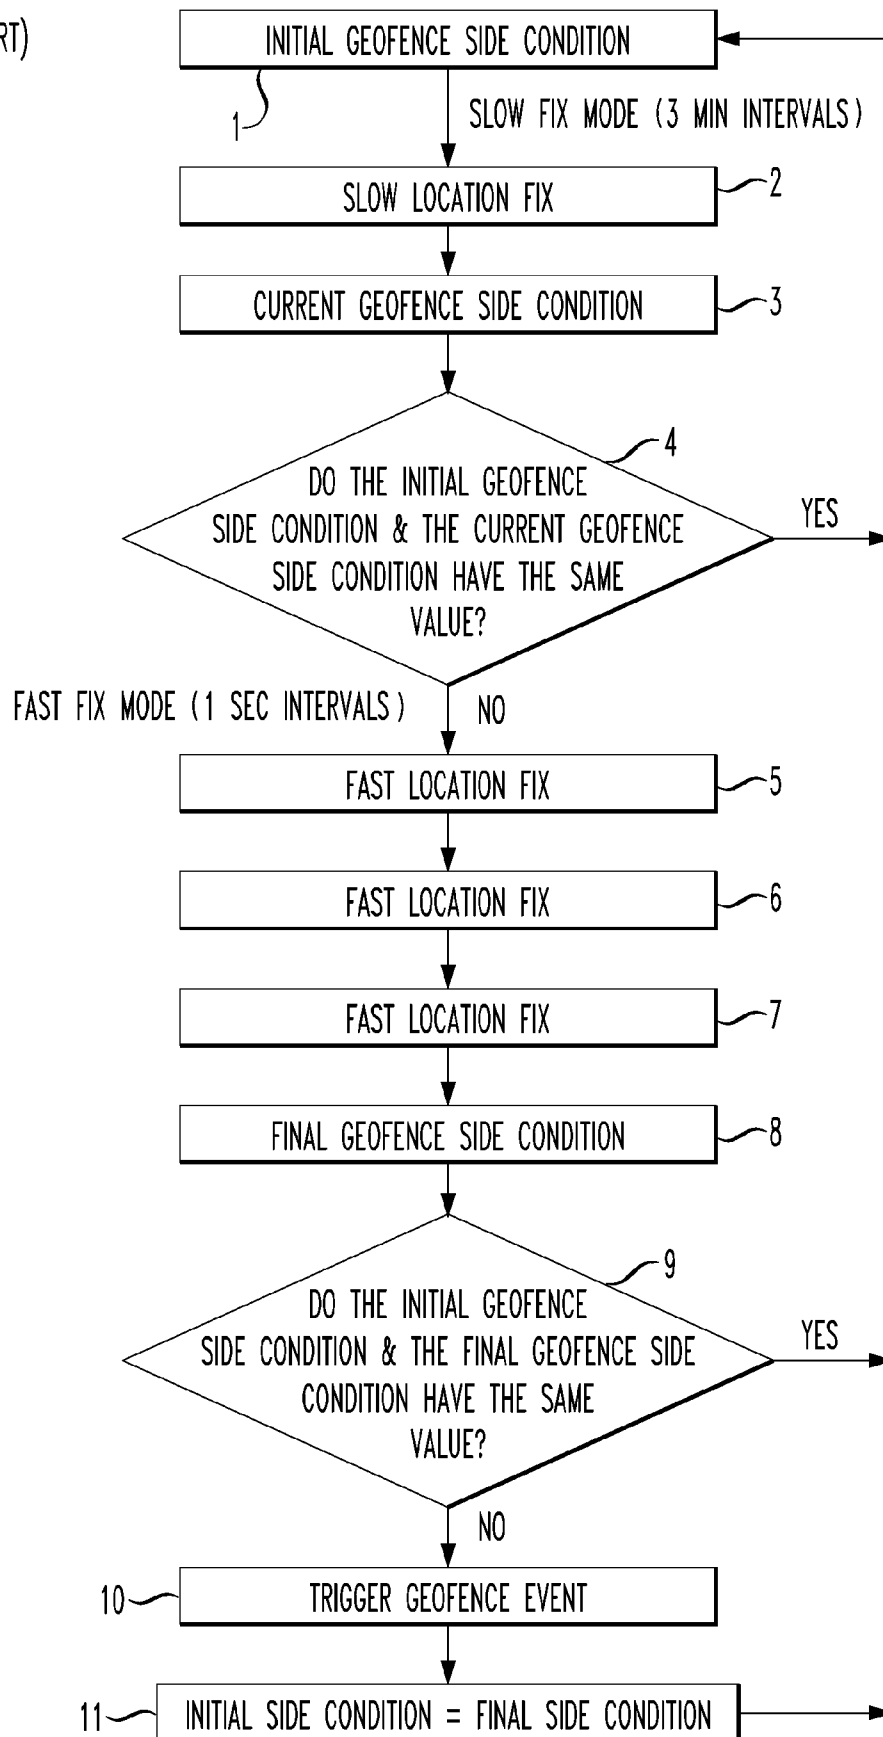 RT)
INITIAL GEOFENCE SIDE CONDITION
1
SLOW FIX MODE (3 MIN INTERVALS)
SLOW LOCATION FIX
2
CURRENT GEOFENCE SIDE CONDITION
3
4
DO THE INITIAL GEOFENCE
SIDE CONDITION & THE CURRENT GEOFENCE
SIDE CONDITION HAVE THE SAME
VALUE?
YES
FAST FIX MODE (1 SEC INTERVALS)
NO
FAST LOCATION FIX
5
FAST LOCATION FIX
6
FAST LOCATION FIX
7
FINAL GEOFENCE SIDE CONDITION
8
9
DO THE INITIAL GEOFENCE
SIDE CONDITION & THE FINAL GEOFENCE SIDE
CONDITION HAVE THE SAME
VALUE?
YES
NO
10
TRIGGER GEOFENCE EVENT
11
INITIAL SIDE CONDITION = FINAL SIDE CONDITION